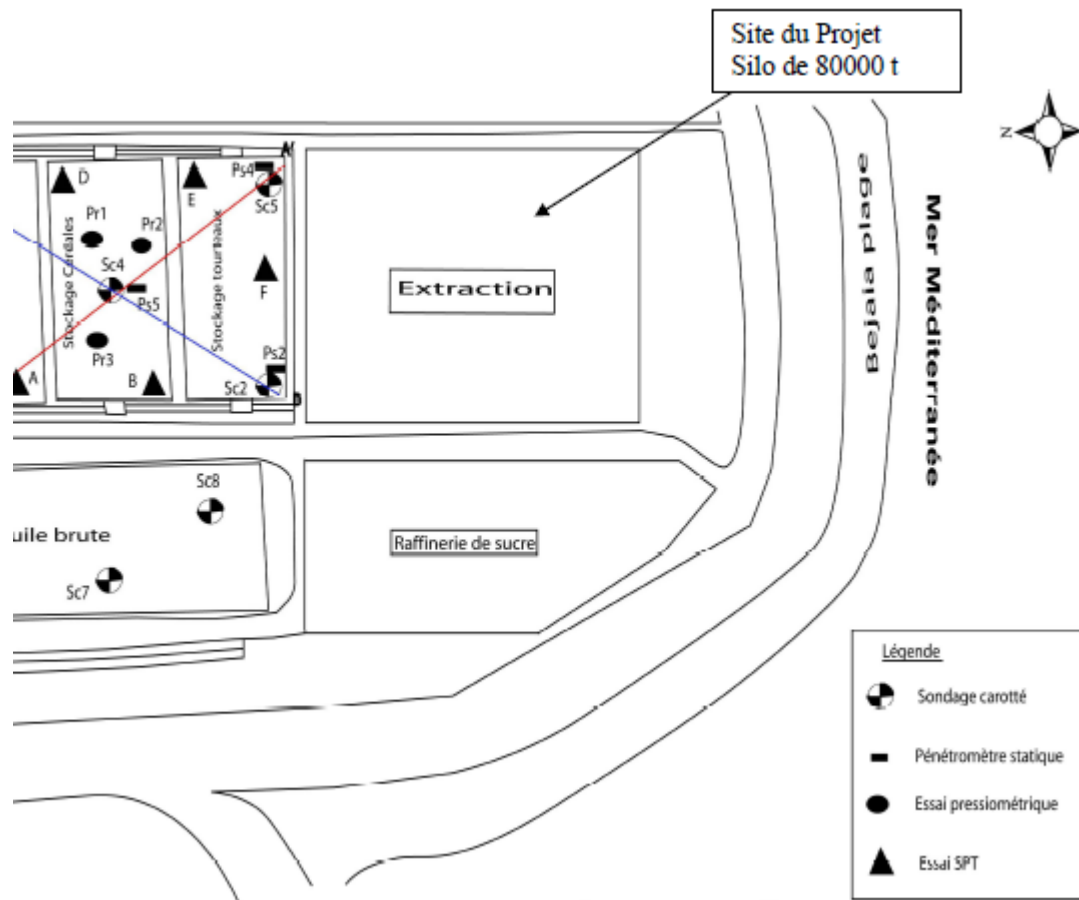 Site du Projet
Silo de 80000 t
N
Mer Méditerranée
Bejaia plage
D
E
Ps4
Sc5
Pr1
Pr2
Stockage Céréales
Stockage tourteaux
Sc4
Ps5
F
Extraction
Pr3
Ps2
A
B
Sc2
Sc8
uile brute
Sc7
Raffinerie de sucre
Légende
Sondage carotté
Pénétromètre statique
Essai pressiométrique
Essai SPT